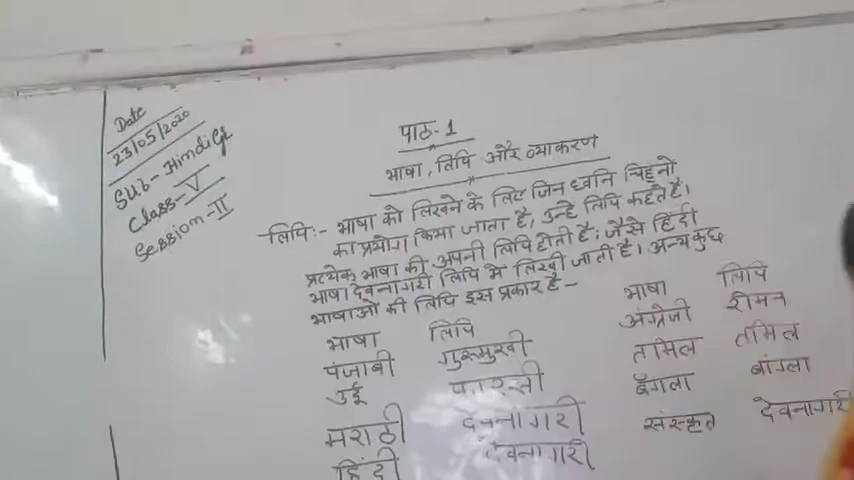 Date
23/05/2020
Sub- Hindi Gr
Class- V
Session-II
पाठ-1
भाषा, लिपि और व्याकरण
लिपि:- भाषा को लिखने के लिए जिन ध्वनि चिह्नो
का प्रयोग किया जाता है, उन्हे लिपि कहते है।
प्रत्येक भाषा की अपनी लिपि होती है; जैसे हिंदी
भाषा देवनागरी लिपि में लिखी जाती है। अन्य कुछ
भाषाओं की लिपि इस प्रकार है-
भाषा लिपि भाषा लिपि
पंजाबी गुरुमुखी अंग्रेजी रोमन
उर्दू फारसी तमिल तमिल
मराठी देवनागरी बँगला बांग्ला
हिंदी देवनागरी संस्कृत देवनागरी